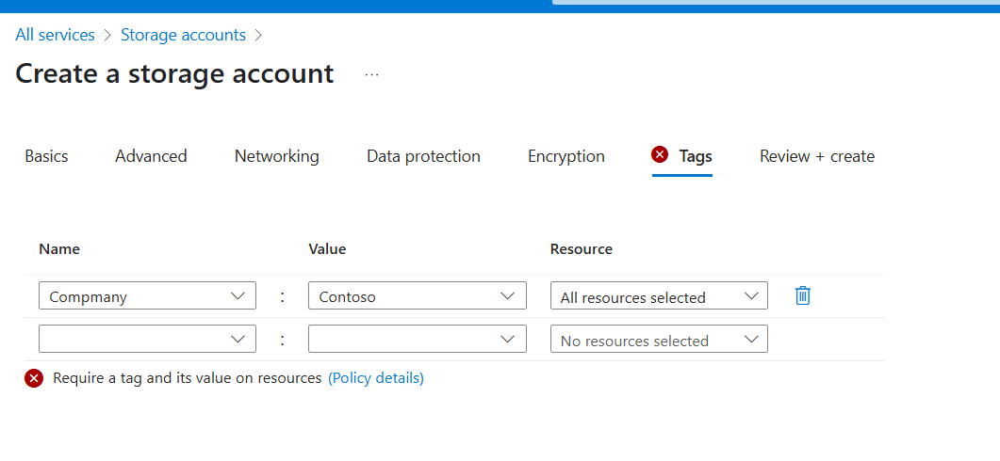 All services > Storage accounts >
Create a storage account ...
Basics Advanced Networking Data protection Encryption Tags Review + create
Name Value Resource
Compmany : Contoso All resources selected
: No resources selected
Require a tag and its value on resources (Policy details)